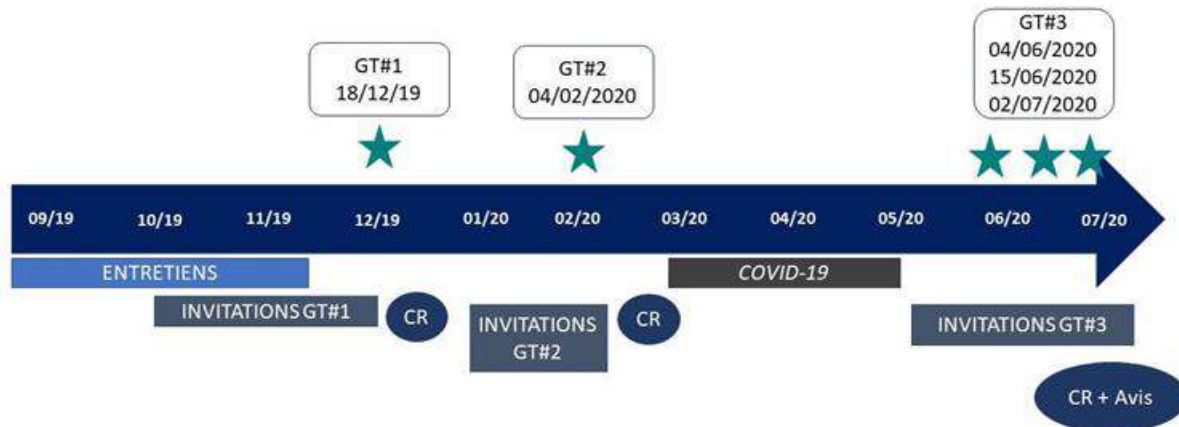 GT#1
18/12/19
GT#2
04/02/2020
GT#3
04/06/2020
15/06/2020
02/07/2020
09/19
10/19
11/19
12/19
01/20
02/20
03/20
04/20
05/20
06/20
07/20
ENTRETIENS
COVID-19
INVITATIONS GT#1
CR
INVITATIONS
GT#2
CR
INVITATIONS GT#3
CR + Avis